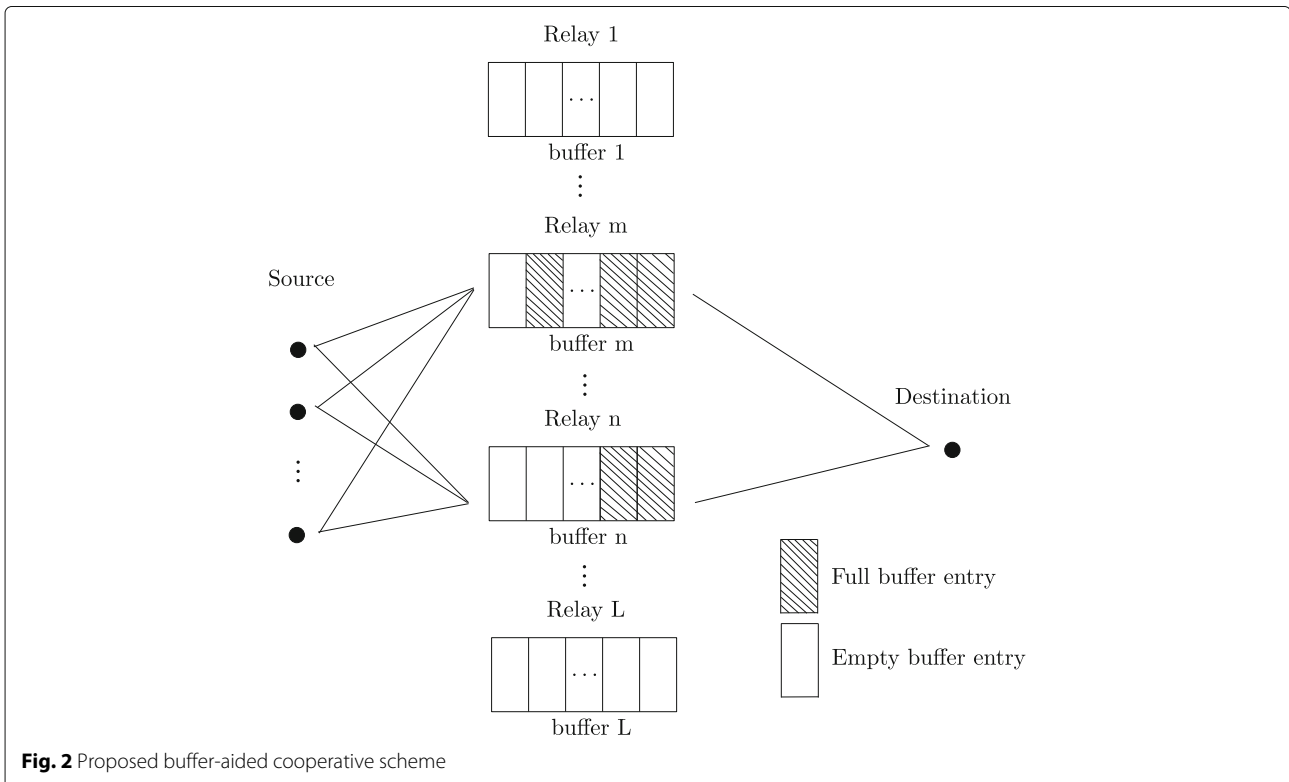 Relay 1
. . .
buffer 1
⋮
Relay m
Source
. . .
buffer m
⋮
Destination
Relay n
⋮
. . .
buffer n
Full buffer entry
⋮
Relay L
Empty buffer entry
. . .
buffer L
Fig. 2 Proposed buffer-aided cooperative scheme